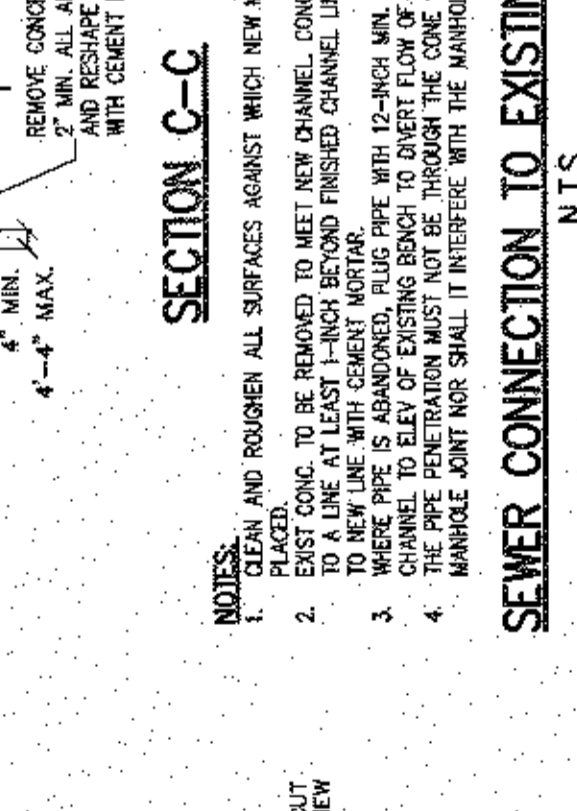 REMOVE CONC
2" MIN. ALL A
AND RESHAPE
WITH CEMENT
4" MIN.
4'-4" MAX.
SECTION C-C
NOTES:
1. CLEAN AND ROUGHEN ALL SURFACES AGAINST WHICH NEW
PLACED.
2. EXIST CONC. TO BE REMOVED TO MEET NEW CHANNEL. CONC
TO A LINE AT LEAST 1-INCH BEYOND FINISHED CHANNEL LI
TO NEW LINE WITH CEMENT MORTAR.
3. WHERE PIPE IS ABANDONED, PLUG PIPE WITH 12-INCH MIN.
CHANNEL TO ELEV OF EXISTING BENCH TO DIVERT FLOW OF
4. THE PIPE PENETRATION MUST NOT BE THROUGH THE CONE
MANHOLE JOINT NOR SHALL IT INTERFERE WITH THE MANHOL
SEWER CONNECTION TO EXISTIN
N.T.S.
CUT